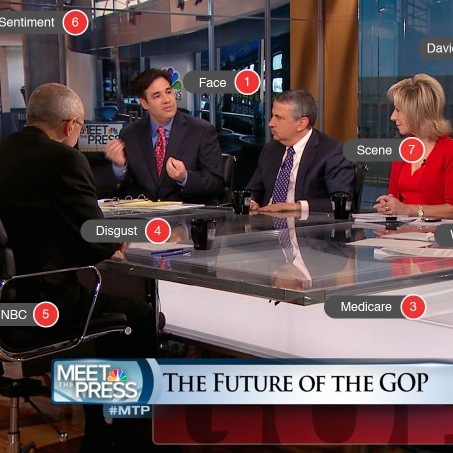 Sentiment 6
Davi
Face 1
MEET
PRESS
Scene 7
Disgust 4
Medicare 3
NBC 5
MEET
THE PRESS
THE FUTURE OF THE GOP
#MTP